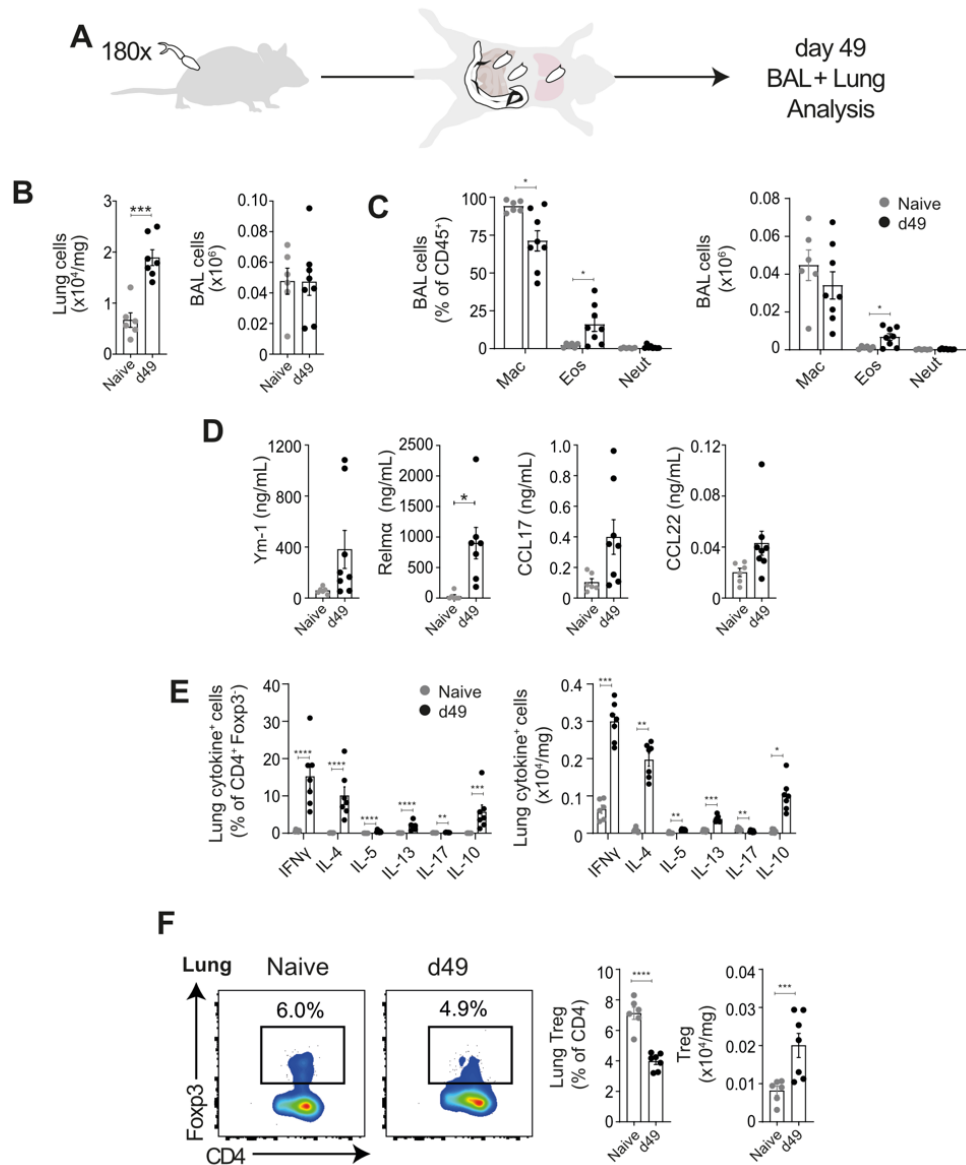 A
180x
day 49
BAL + Lung
Analysis
B
Lung cells
(x10⁴/mg)
3
2
1
0
***
Naive
d49
BAL cells
(x10⁶)
0.10
0.08
0.06
0.04
0.02
0
Naive
d49
C
BAL cells
(% of CD45⁺)
100
75
50
25
0
*
*
Mac
Eos
Neut
BAL cells
(x10⁶)
0.08
0.06
0.04
0.02
0
*
Mac
Eos
Neut
Naive
d49
D
Ym-1 (ng/mL)
1200
800
400
0
Naive
d49
Relmα (ng/mL)
2500
2000
1500
1000
500
0
*
Naive
d49
CCL17 (ng/mL)
1.0
0.8
0.6
0.4
0.2
0
Naive
d49
CCL22 (ng/mL)
0.12
0.08
0.04
0
Naive
d49
E
Lung cytokine⁺ cells
(% of CD4⁺ Foxp3⁻)
40
30
20
10
0
****
****
****
****
**
***
IFNγ
IL-4
IL-5
IL-13
IL-17
IL-10
Naive
d49
Lung cytokine⁺ cells
(x10⁴/mg)
0.4
0.3
0.2
0.1
0
***
**
**
***
**
*
IFNγ
IL-4
IL-5
IL-13
IL-17
IL-10
F
Lung
Naive
d49
6.0%
4.9%
Foxp3
CD4
Lung Treg
(% of CD4)
10
8
6
4
2
0
****
Naive
d49
Treg
(x10⁴/mg)
0.04
0.03
0.02
0.01
0
***
Naive
d49